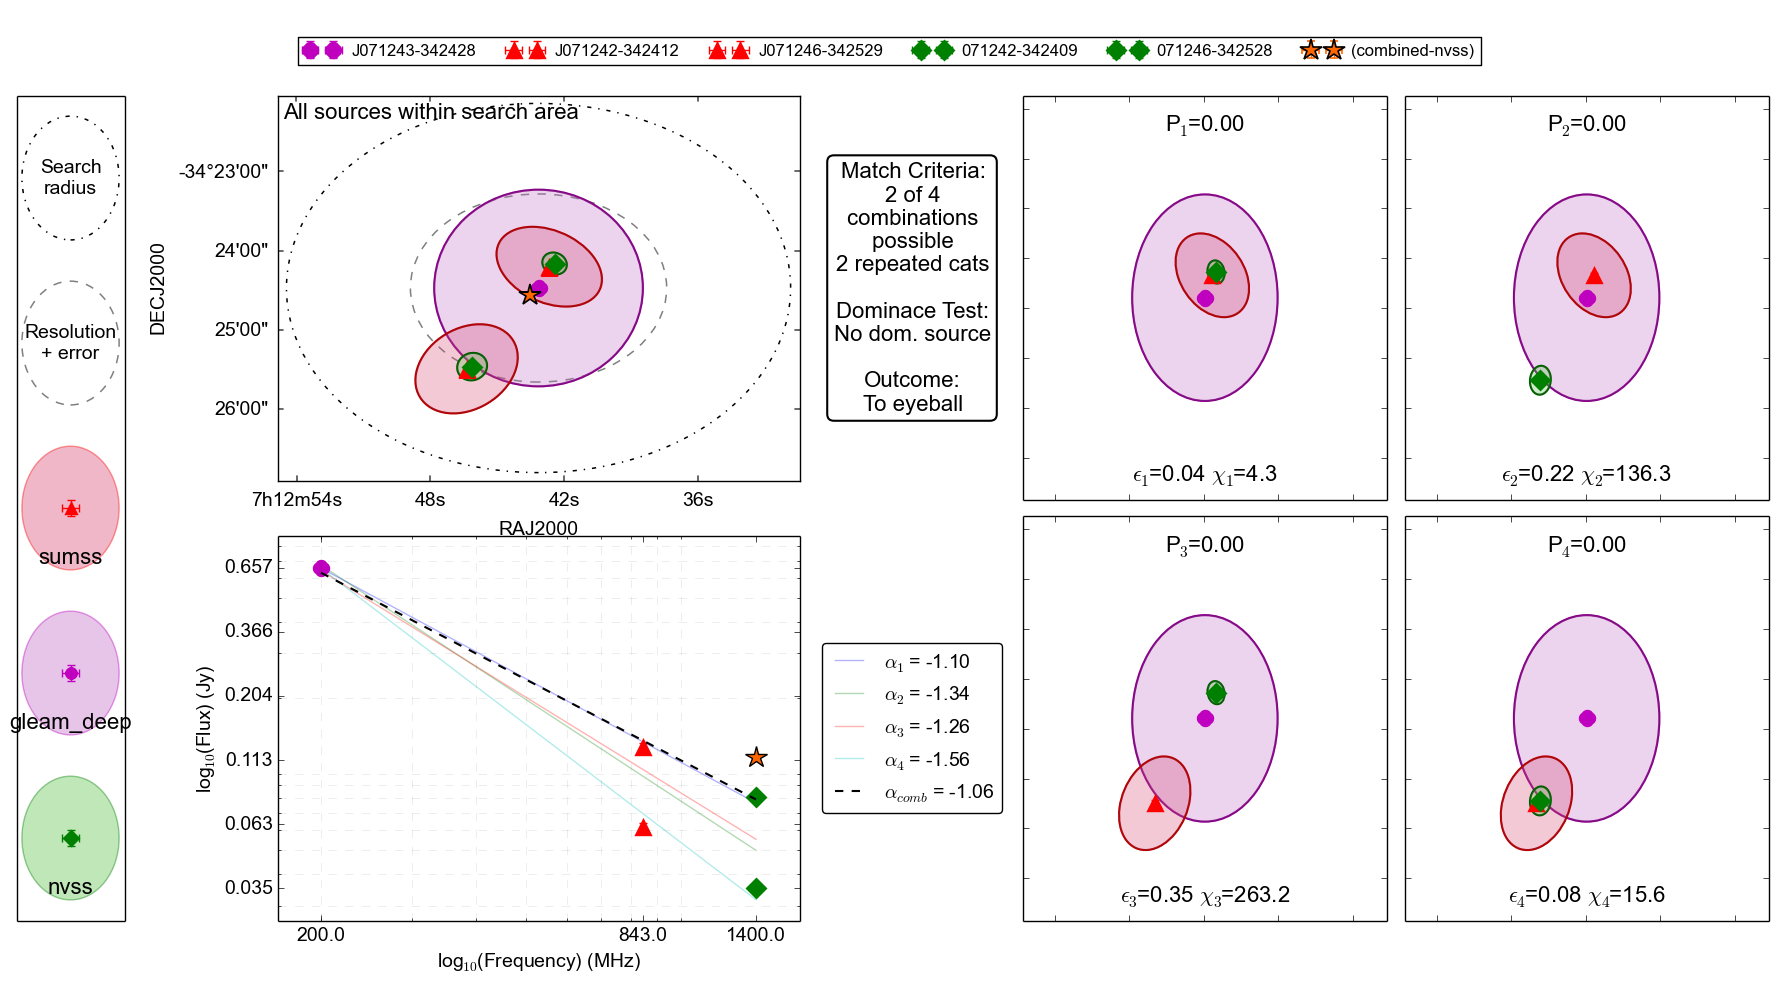 J071243-342428 J071242-342412 J071246-342529 071242-342409 071246-342528 (combined-nvss)
Search
radius
Resolution
+ error
sumss
gleam_deep
nvss
All sources within search area
DECJ2000
-34°23'00"
24'00"
25'00"
26'00"
7h12m54s 48s 42s 36s
RAJ2000
Match Criteria:
2 of 4
combinations
possible
2 repeated cats
Dominace Test:
No dom. source
Outcome:
To eyeball
P1=0.00
ϵ1=0.04 χ1=4.3
P2=0.00
ϵ2=0.22 χ2=136.3
log10(Flux) (Jy)
0.657
0.366
0.204
0.113
0.063
0.035
200.0 843.0 1400.0
log10(Frequency) (MHz)
α1 = -1.10
α2 = -1.34
α3 = -1.26
α4 = -1.56
αcomb = -1.06
P3=0.00
ϵ3=0.35 χ3=263.2
P4=0.00
ϵ4=0.08 χ4=15.6